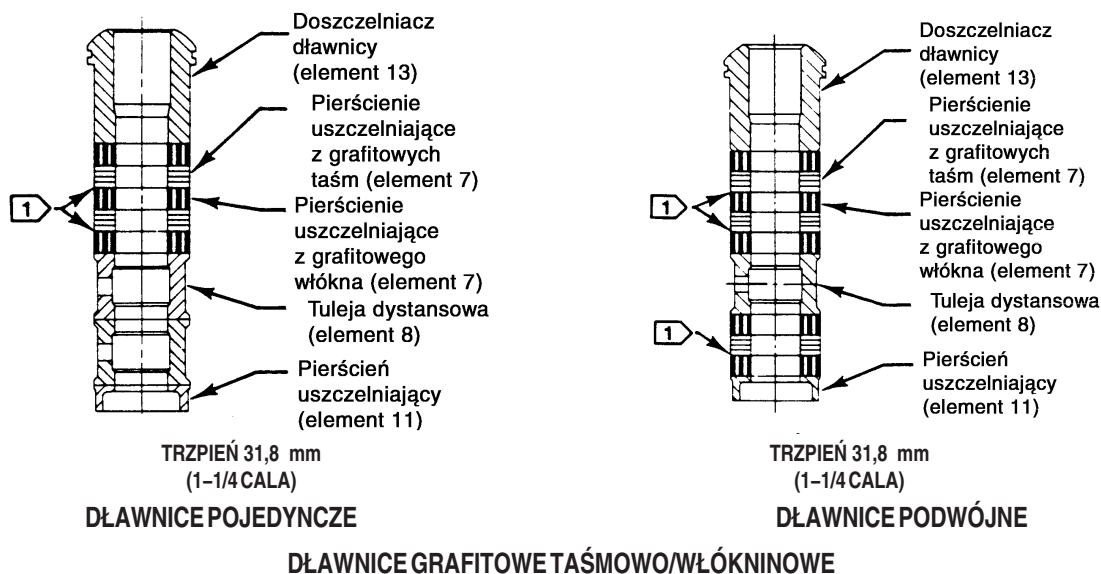 Doszczelniacz
dławnicy
(element 13)
Pierścienie
uszczelniające
z grafitowych
taśm (element 7)
1
Pierścienie
uszczelniające
z grafitowego
włókna (element 7)
Tuleja dystansowa
(element 8)
Pierścień
uszczelniający
(element 11)
TRZPIEŃ 31,8 mm
(1–1/4 CALA)
DŁAWNICE POJEDYNCZE
Doszczelniacz
dławnicy
(element 13)
Pierścienie
uszczelniające
z grafitowych
taśm (element 7)
1
Pierścienie
uszczelniające
z grafitowego
włókna (element 7)
Tuleja dystansowa
(element 8)
1
Pierścień
uszczelniający
(element 11)
TRZPIEŃ 31,8 mm
(1–1/4 CALA)
DŁAWNICE PODWÓJNE
DŁAWNICE GRAFITOWE TAŚMOWO/WŁÓKNINOWE